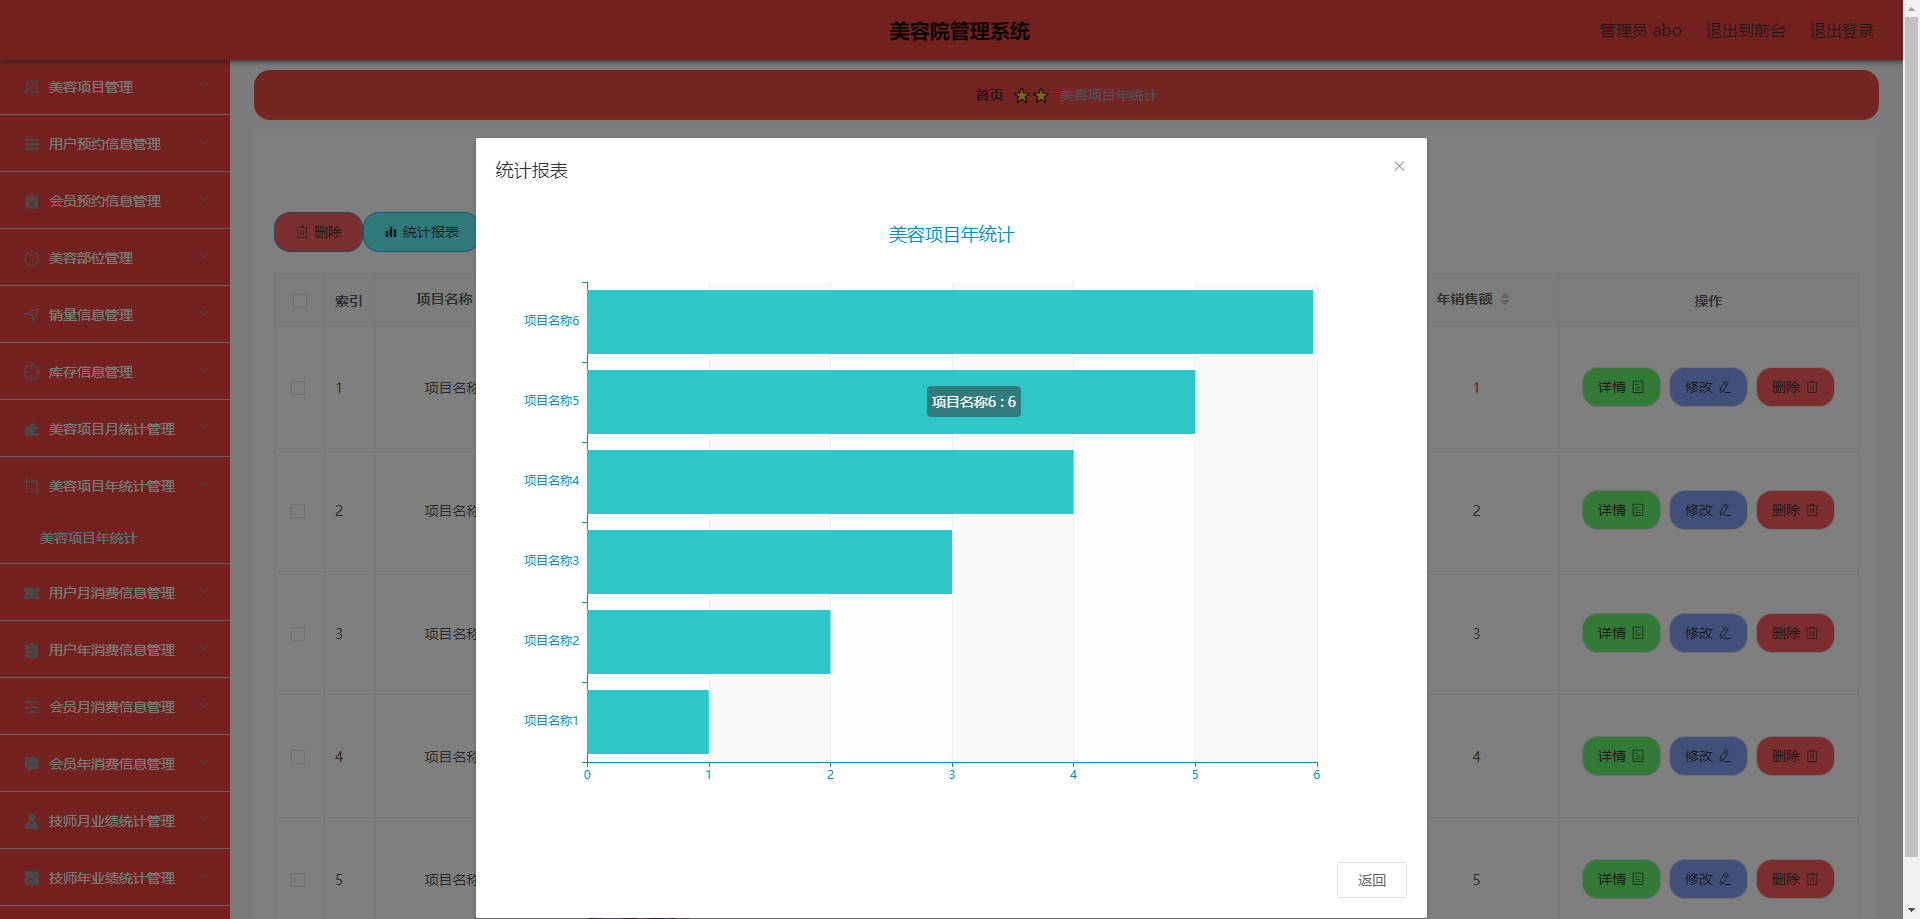 美容院管理系统
管理员 abo 退出到前台 退出登录
首页 美容项目年统计
美容项目管理
用户预约信息管理
会员预约信息管理
美容部位管理
销量信息管理
库存信息管理
美容项目月统计管理
美容项目年统计管理
美容项目年统计
用户月消费信息管理
用户年消费信息管理
会员月消费信息管理
会员年消费信息管理
技师月业绩统计管理
技师年业绩统计管理
删除 统计报表
索引 项目名称 年销售额 操作
1 项目名称 1 详情 修改 删除
2 项目名称 2 详情 修改 删除
3 项目名称 3 详情 修改 删除
4 项目名称 4 详情 修改 删除
5 项目名称 5 详情 修改 删除
统计报表
美容项目年统计
项目名称6
项目名称5
项目名称6 : 6
项目名称4
项目名称3
项目名称2
项目名称1
0 1 2 3 4 5 6
返回